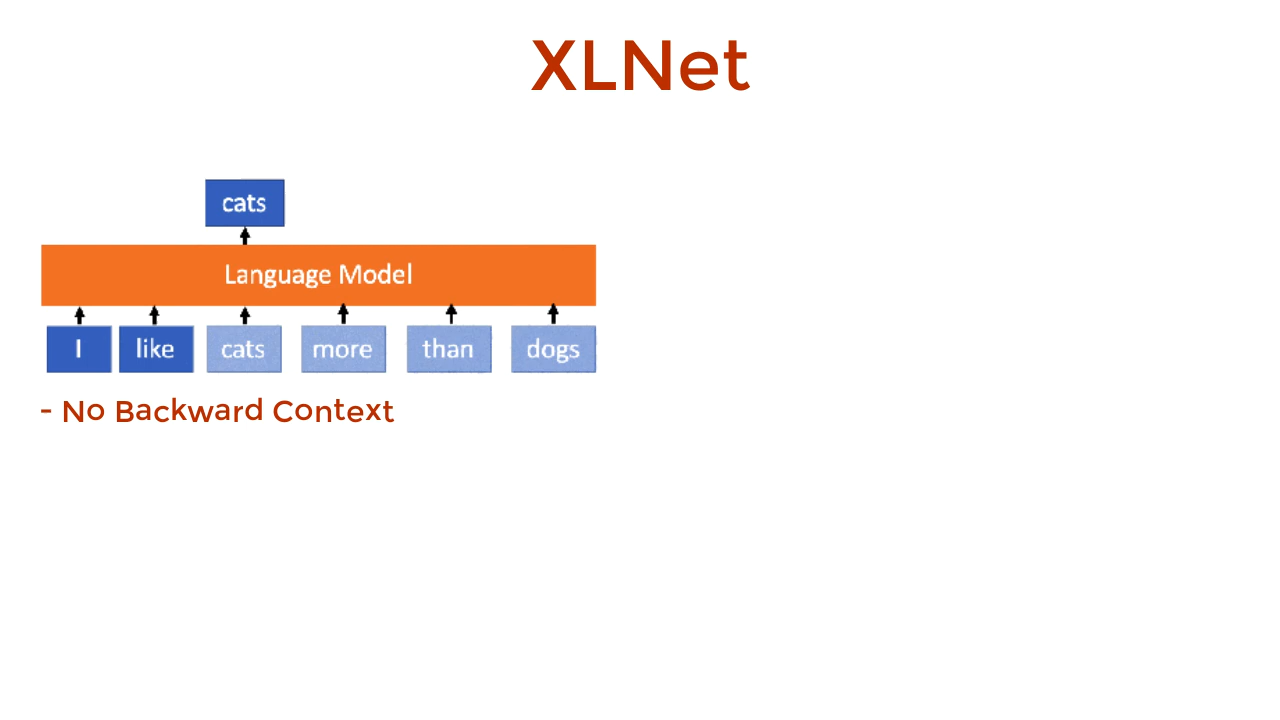 XLNet
cats
Language Model
I like cats more than dogs
- No Backward Context